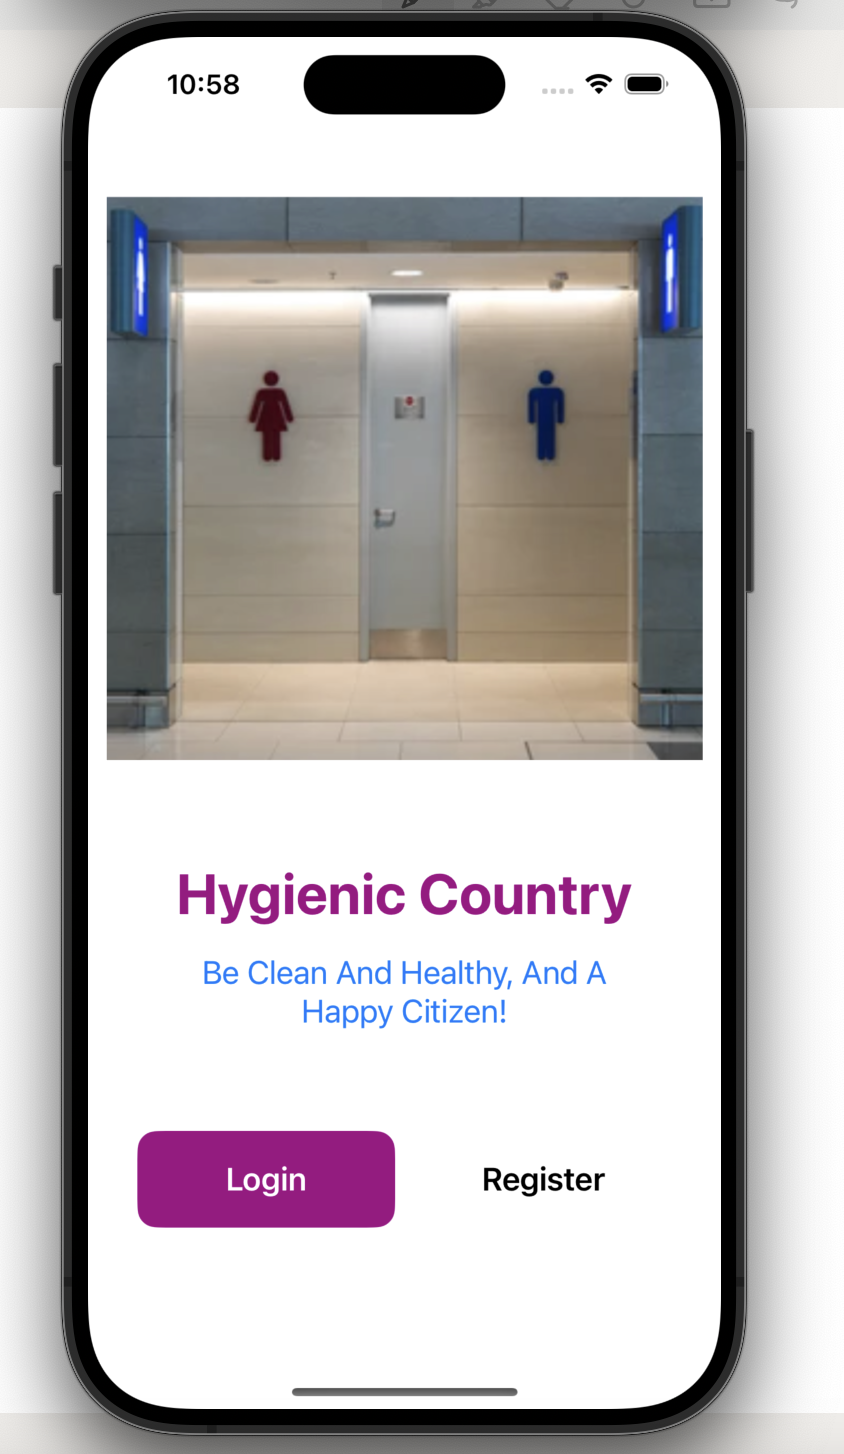 10:58
Hygienic Country
Be Clean And Healthy, And A
Happy Citizen!
Login
Register